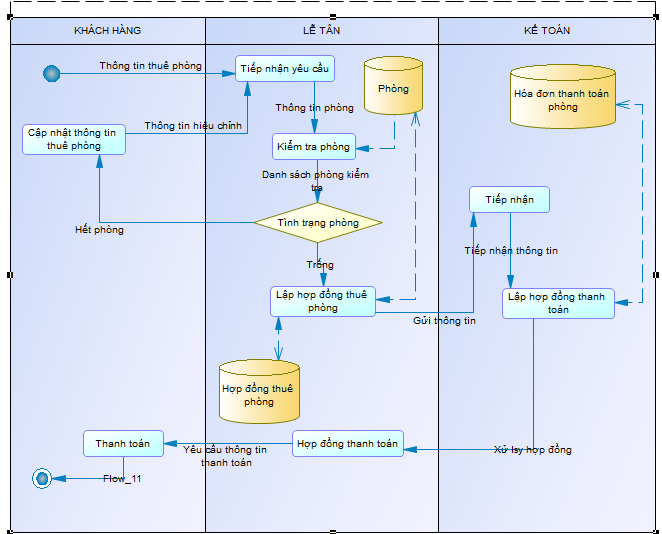 KHÁCH HÀNG
LỄ TÂN
KẾ TOÁN
Thông tin thuê phòng
Tiếp nhận yêu cầu
Phòng
Hóa đơn thanh toán
phòng
Thông tin phòng
Cập nhật thông tin
thuê phòng
Thông tin hiệu chỉnh
Kiểm tra phòng
Danh sách phòng kiểm
tra
Tình trạng phòng
Hết phòng
Tiếp nhận
Tiếp nhận thông tin
Trống
Lập hợp đồng thuê
phòng
Gửi thông tin
Lập hợp đồng thanh
toán
Hợp đồng thuê
phòng
Thanh toán
Yêu cầu thông tin
thanh toán
Hợp đồng thanh toán
Xử lsy hợp đồng
Flow_11